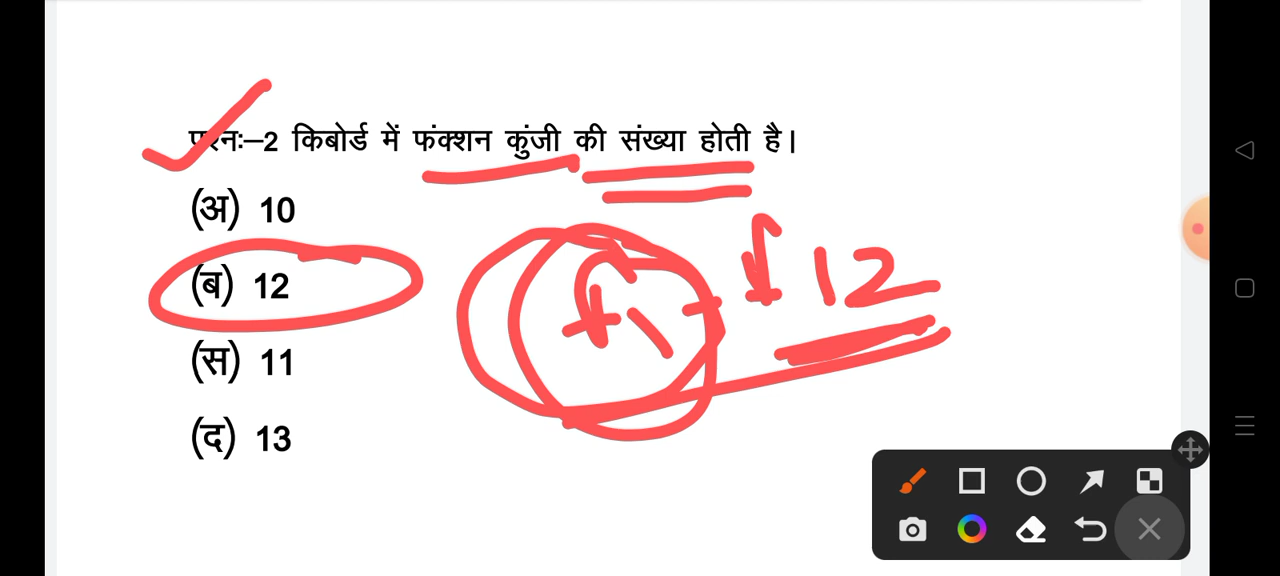 प्रश्नः–2 किबोर्ड में फंक्शन कुंजी की संख्या होती है।
(अ) 10
(ब) 12
(स) 11
(द) 13
f1 - f12